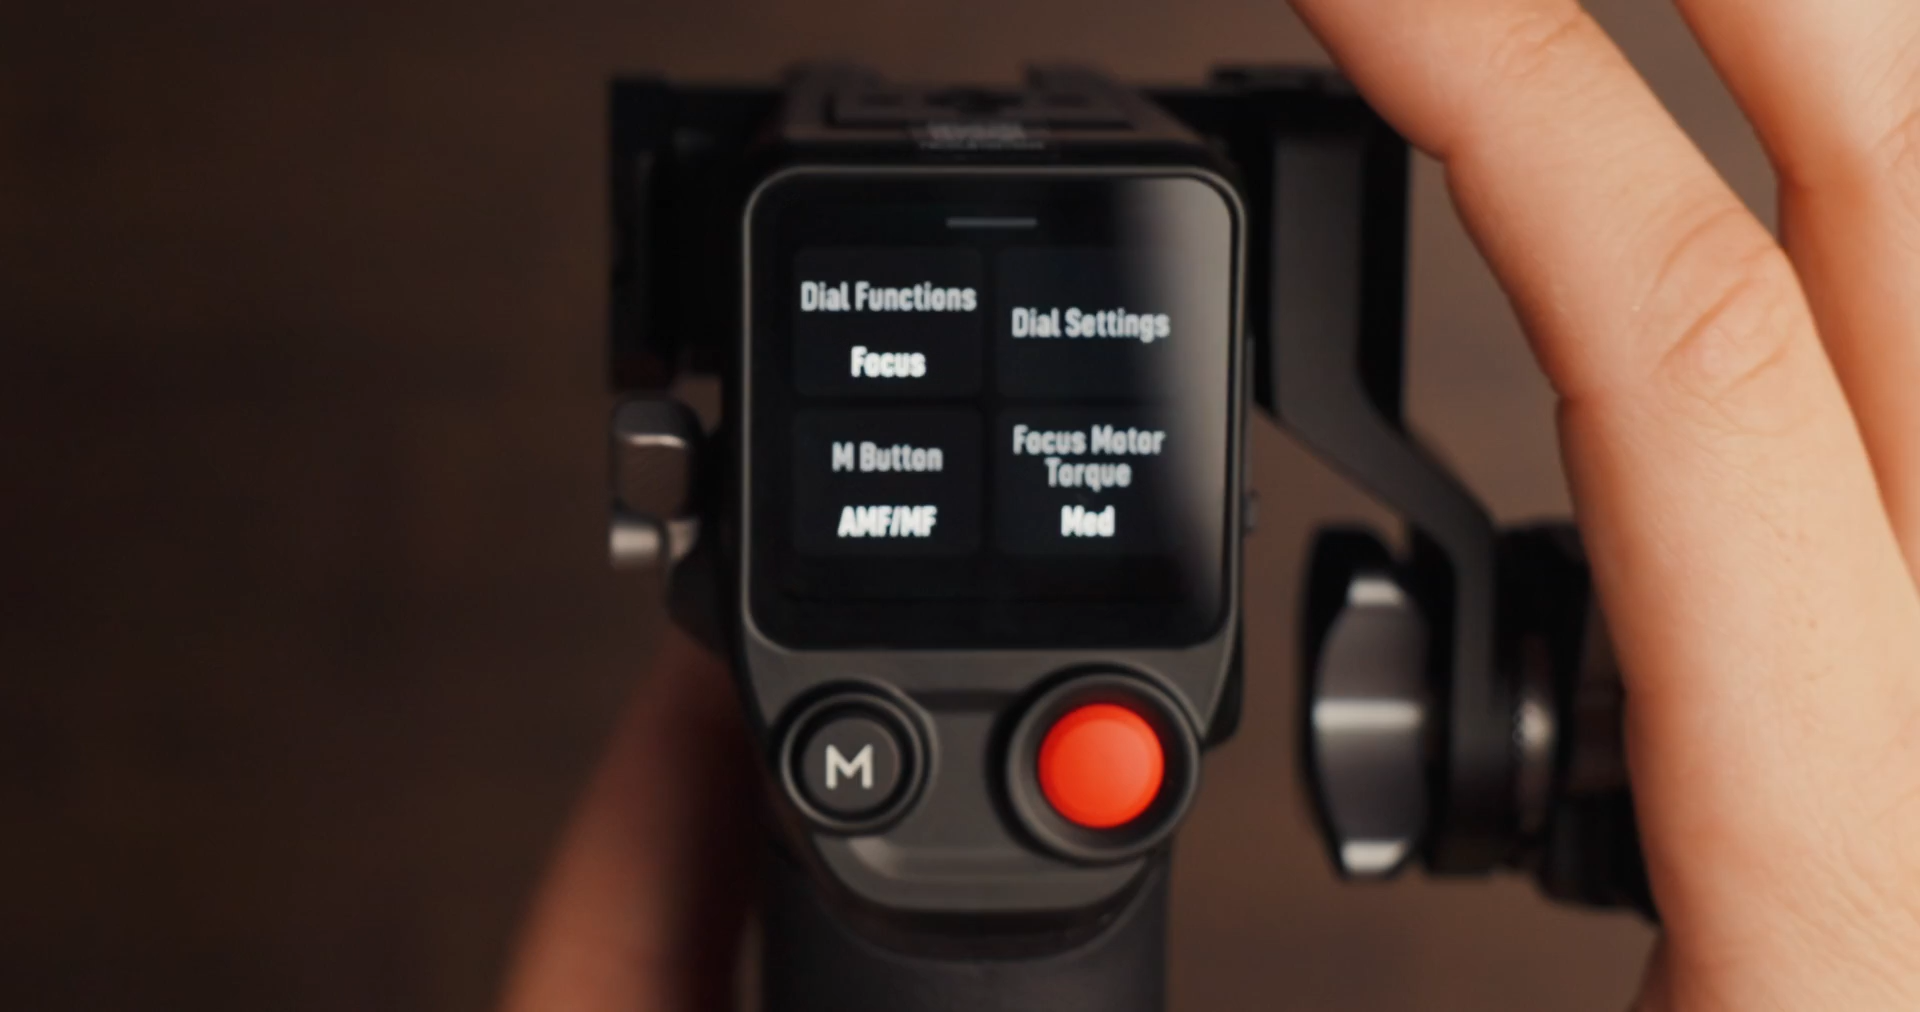 Dial Functions
Focus
Dial Settings
M Button
AMF/MF
Focus Motor
Torque
Med
M